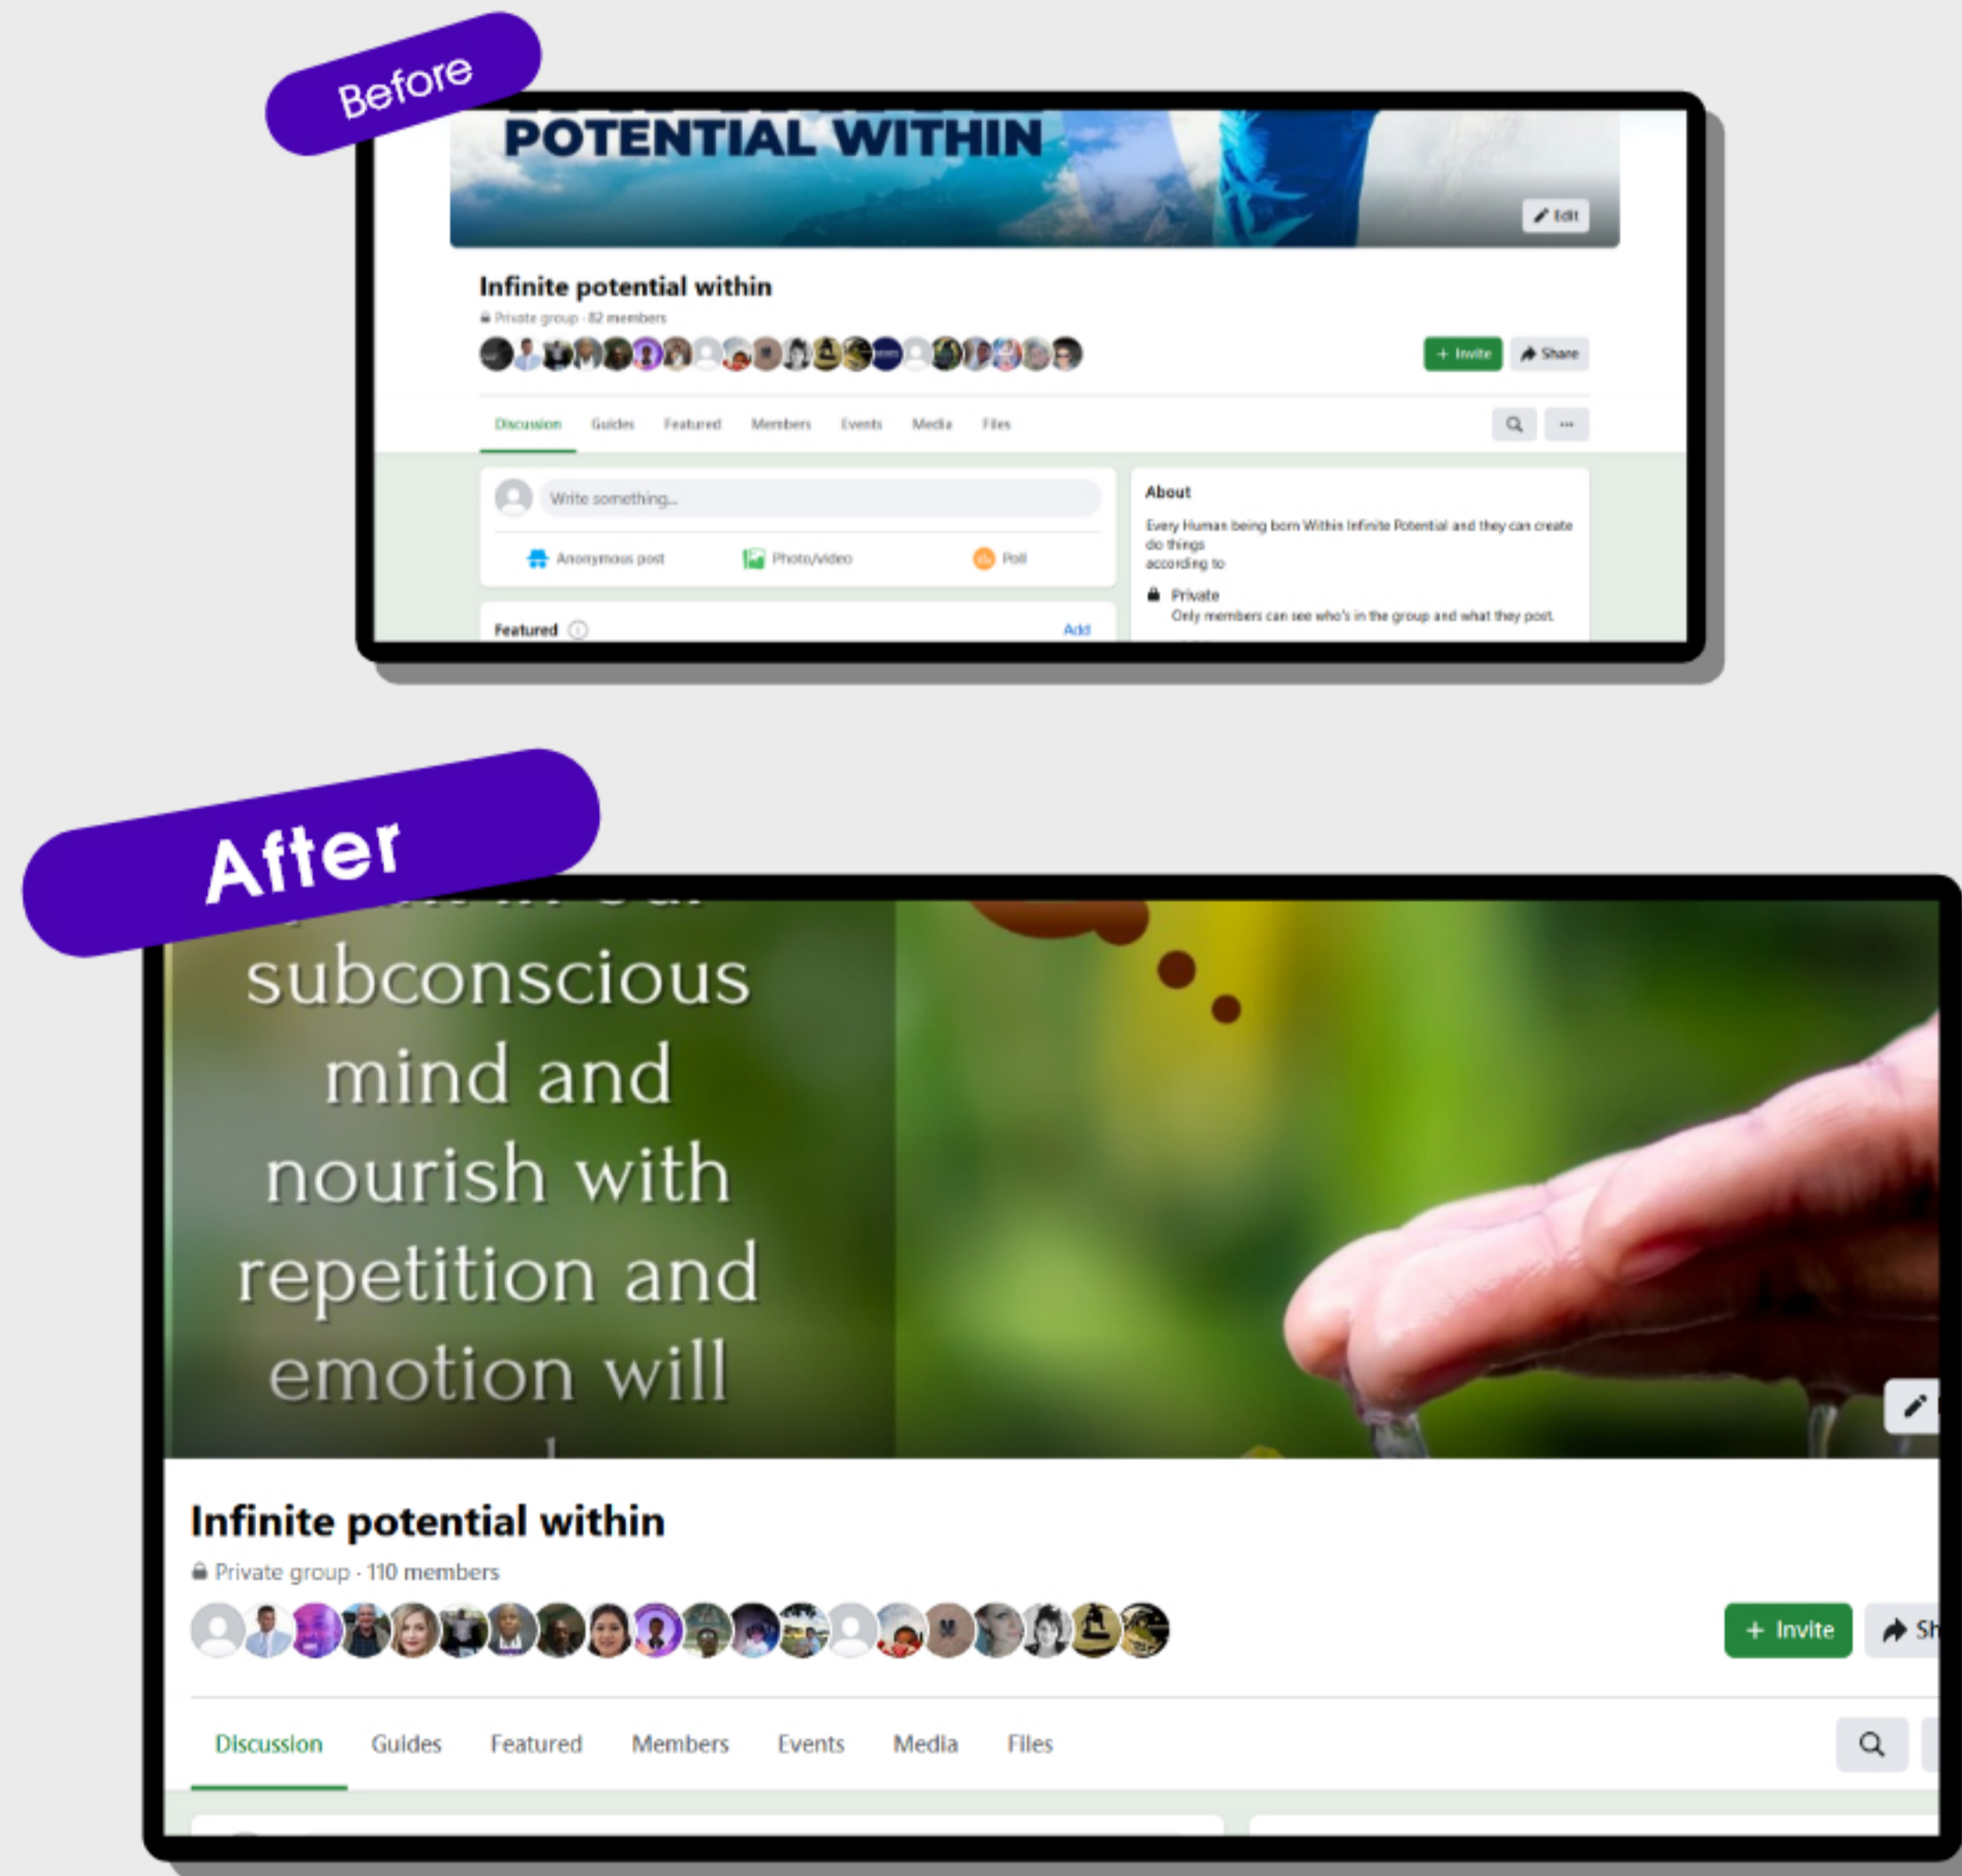 Before
POTENTIAL WITHIN
Edit
Infinite potential within
Private group · 82 members
+ Invite
Share
Discussion Guides Featured Members Events Media Files
Write something...
Anonymous post Photo/video Poll
Featured
Add
About
Every Human being born Within Infinite Potential and they can create
do things
according to
Private
Only members can see who's in the group and what they post.
After
subconscious
mind and
nourish with
repetition and
emotion will
Infinite potential within
Private group · 110 members
+ Invite
Sh
Discussion Guides Featured Members Events Media Files